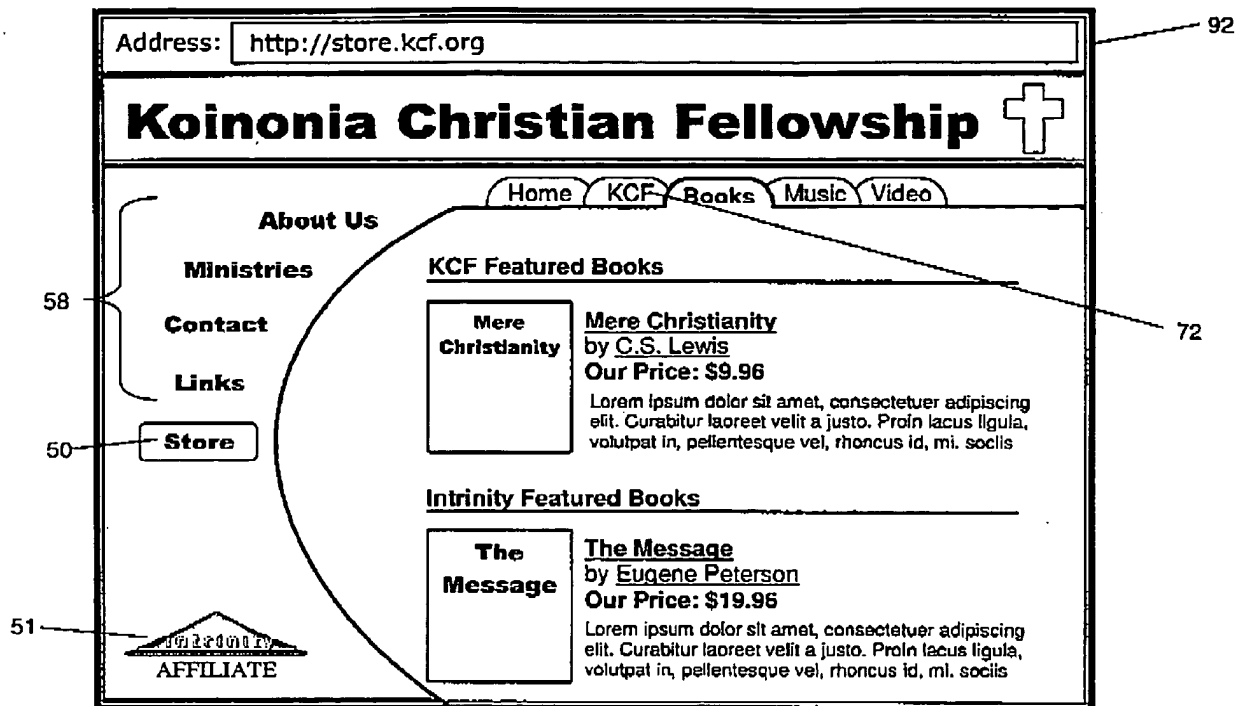 Address: http://store.kcf.org
92
Koinonia Christian Fellowship
Home KCF Books Music Video
About Us
Ministries
Contact
Links
58
Store
50
KCF Featured Books
72
Mere
Christianity
Mere Christianity
by C.S. Lewis
Our Price: $9.96
Lorem ipsum dolor sit amet, consectetuer adipiscing
elit. Curabitur laoreet velit a justo. Proin lacus ligula,
volutpat in, pellentesque vel, rhoncus id, mi. sociis
Intrinity Featured Books
The
Message
The Message
by Eugene Peterson
Our Price: $19.96
Lorem ipsum dolor sit amet, consectetuer adipiscing
elit. Curabitur laoreet velit a justo. Proin lacus ligula,
volutpat in, pellentesque vel, rhoncus id, mi. sociis
51
Intrinity
AFFILIATE